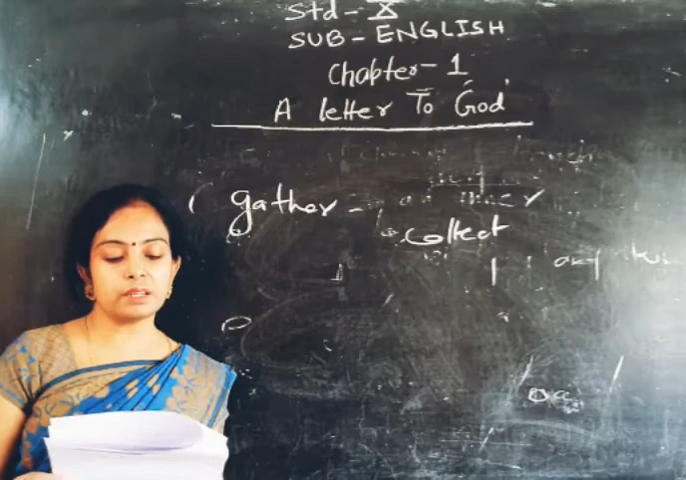 Std - X
SUB - ENGLISH
Chapter - 1
A letter To God
gather -
collect